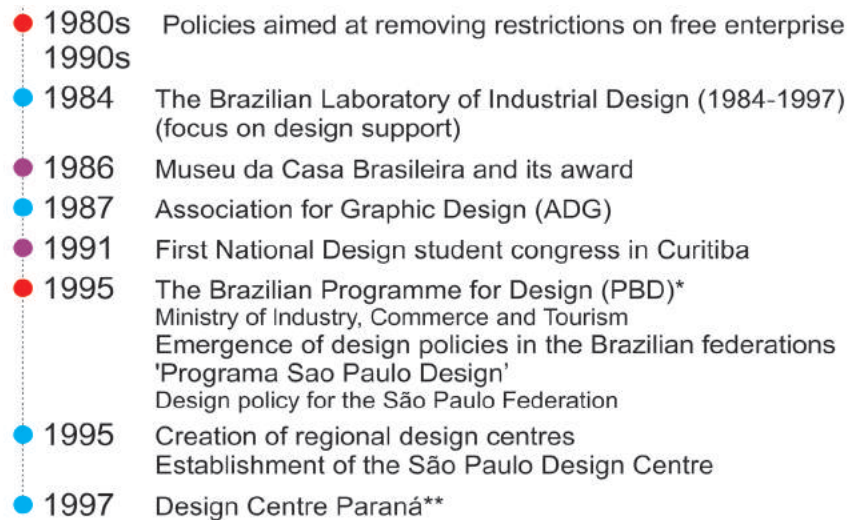 1980s Policies aimed at removing restrictions on free enterprise
1990s
1984 The Brazilian Laboratory of Industrial Design (1984-1997)
(focus on design support)
1986 Museu da Casa Brasileira and its award
1987 Association for Graphic Design (ADG)
1991 First National Design student congress in Curitiba
1995 The Brazilian Programme for Design (PBD)*
Ministry of Industry, Commerce and Tourism
Emergence of design policies in the Brazilian federations
'Programa Sao Paulo Design’
Design policy for the São Paulo Federation
1995 Creation of regional design centres
Establishment of the São Paulo Design Centre
1997 Design Centre Paraná**